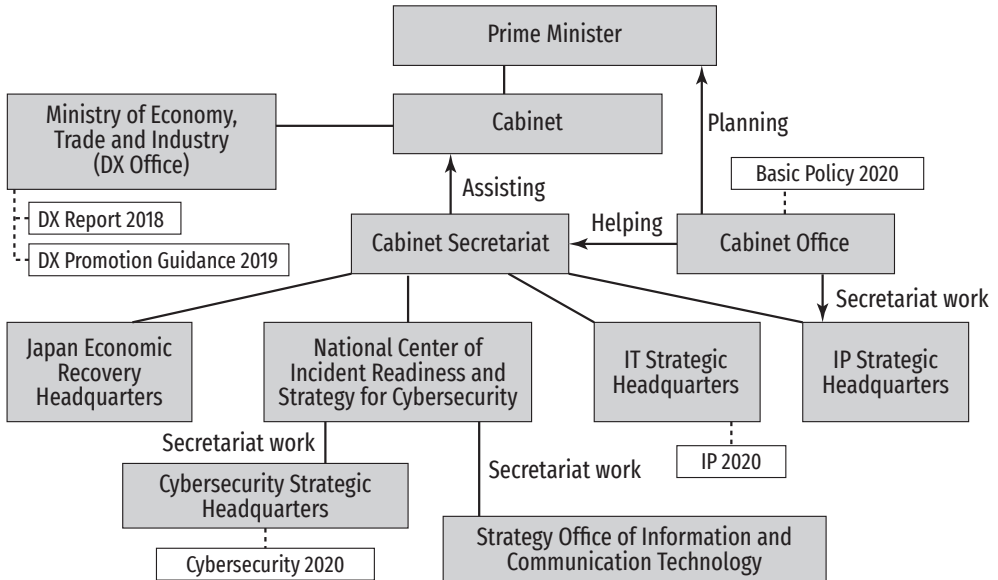 Prime Minister
Ministry of Economy,
Trade and Industry
(DX Office)
Cabinet
Planning
Basic Policy 2020
Assisting
DX Report 2018
DX Promotion Guidance 2019
Cabinet Secretariat
Helping
Cabinet Office
Secretariat work
Japan Economic
Recovery
Headquarters
National Center of
Incident Readiness and
Strategy for Cybersecurity
IT Strategic
Headquarters
IP Strategic
Headquarters
Secretariat work
IP 2020
Cybersecurity Strategic
Headquarters
Secretariat work
Cybersecurity 2020
Strategy Office of Information and
Communication Technology